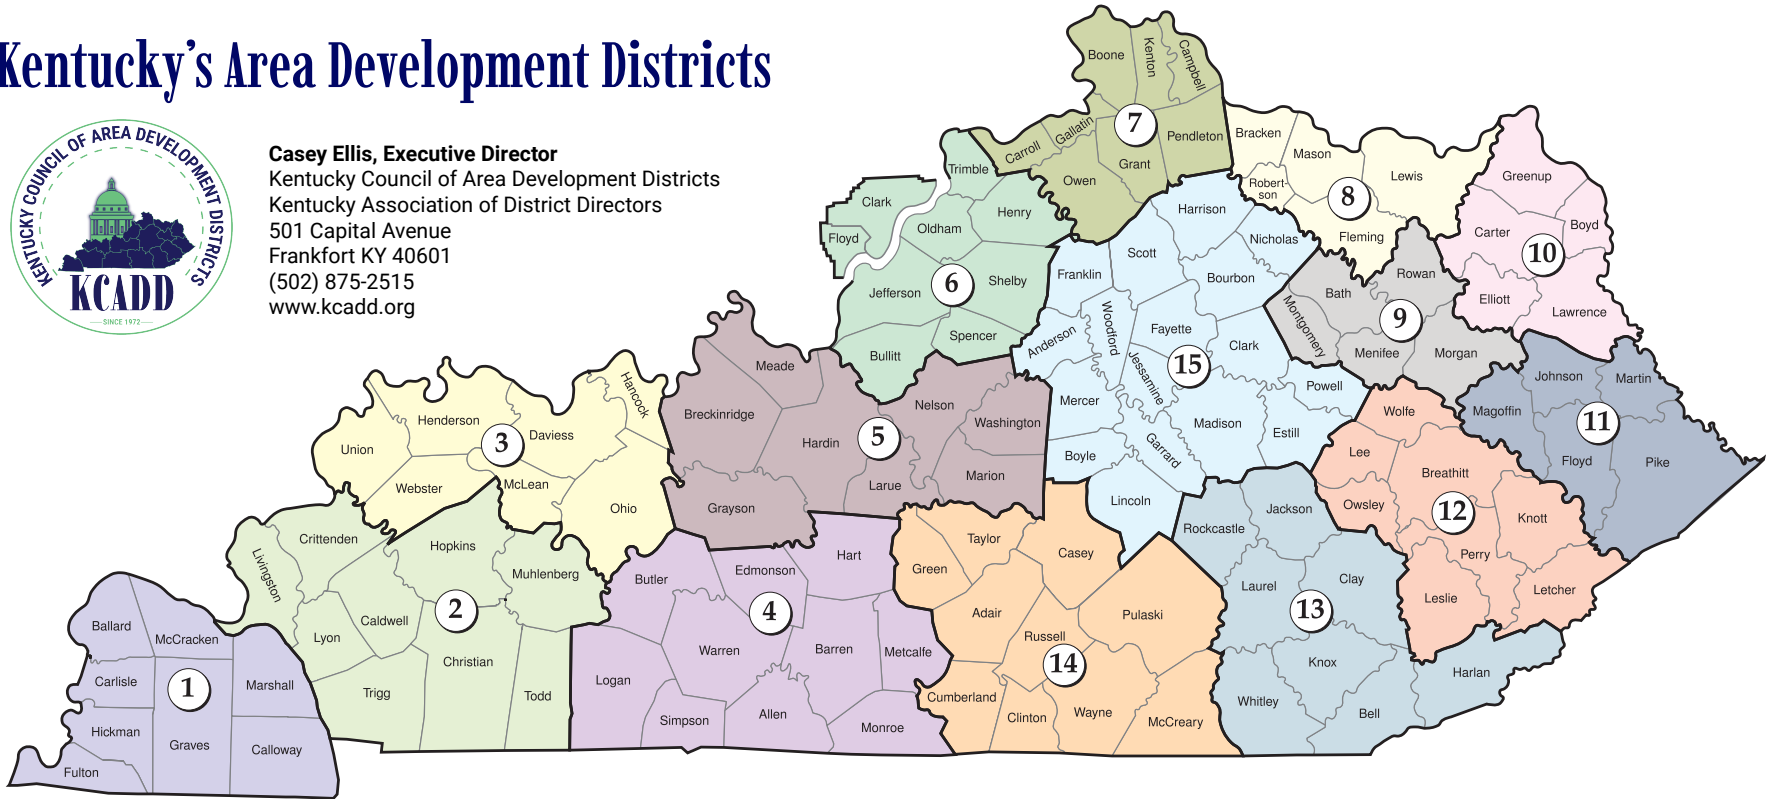 Kentucky's Area Development Districts
KENTUCKY COUNCIL OF AREA DEVELOPMENT DISTRICTS
KCADD
SINCE 1972
Casey Ellis, Executive Director
Kentucky Council of Area Development Districts
Kentucky Association of District Directors
501 Capital Avenue
Frankfort KY 40601
(502) 875-2515
www.kcadd.org
1
Ballard
McCracken
Carlisle
Marshall
Hickman
Graves
Calloway
Fulton
2
Crittenden
Livingston
Hopkins
Muhlenberg
Caldwell
Lyon
Christian
Trigg
Todd
3
Hancock
Henderson
Daviess
Union
Webster
McLean
Ohio
4
Hart
Edmonson
Butler
Warren
Barren
Metcalfe
Logan
Simpson
Allen
Monroe
5
Meade
Breckinridge
Nelson
Hardin
Washington
Larue
Marion
Grayson
6
Trimble
Clark
Henry
Oldham
Floyd
Shelby
Jefferson
Spencer
Bullitt
7
Boone
Kenton
Campbell
Gallatin
Pendleton
Carroll
Grant
Owen
8
Bracken
Mason
Lewis
Robert-
son
Fleming
9
Rowan
Bath
Montgomery
Menifee
Morgan
10
Greenup
Boyd
Carter
Elliott
Lawrence
11
Johnson
Martin
Magoffin
Floyd
Pike
12
Wolfe
Lee
Breathitt
Owsley
Knott
Perry
Leslie
Letcher
13
Jackson
Rockcastle
Laurel
Clay
Knox
Harlan
Whitley
Bell
14
Taylor
Casey
Green
Adair
Pulaski
Russell
Cumberland
Clinton
Wayne
McCreary
15
Harrison
Nicholas
Scott
Franklin
Bourbon
Woodford
Fayette
Anderson
Clark
Jessamine
Powell
Mercer
Madison
Estill
Garrard
Boyle
Lincoln